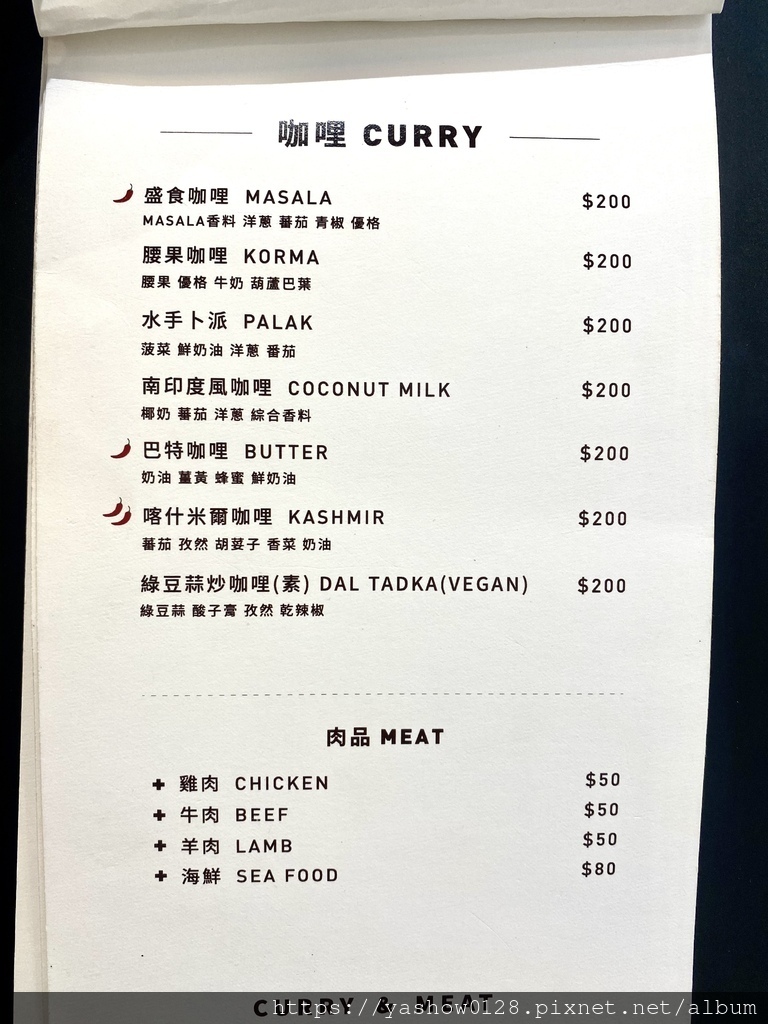 咖哩 CURRY
盛食咖哩 MASALA $200
MASALA香料 洋蔥 蕃茄 青椒 優格
腰果咖哩 KORMA $200
腰果 優格 牛奶 葫蘆巴葉
水手卜派 PALAK $200
菠菜 鮮奶油 洋蔥 番茄
南印度風咖哩 COCONUT MILK $200
椰奶 蕃茄 洋蔥 綜合香料
巴特咖哩 BUTTER $200
奶油 薑黃 蜂蜜 鮮奶油
喀什米爾咖哩 KASHMIR $200
蕃茄 孜然 胡荽子 香菜 奶油
綠豆蒜炒咖哩(素) DAL TADKA(VEGAN) $200
綠豆蒜 酸子膏 孜然 乾辣椒
肉品 MEAT
+ 雞肉 CHICKEN $50
+ 牛肉 BEEF $50
+ 羊肉 LAMB $50
+ 海鮮 SEA FOOD $80
CURRY & MEAT
https://yashow0128.pixnet.net/album